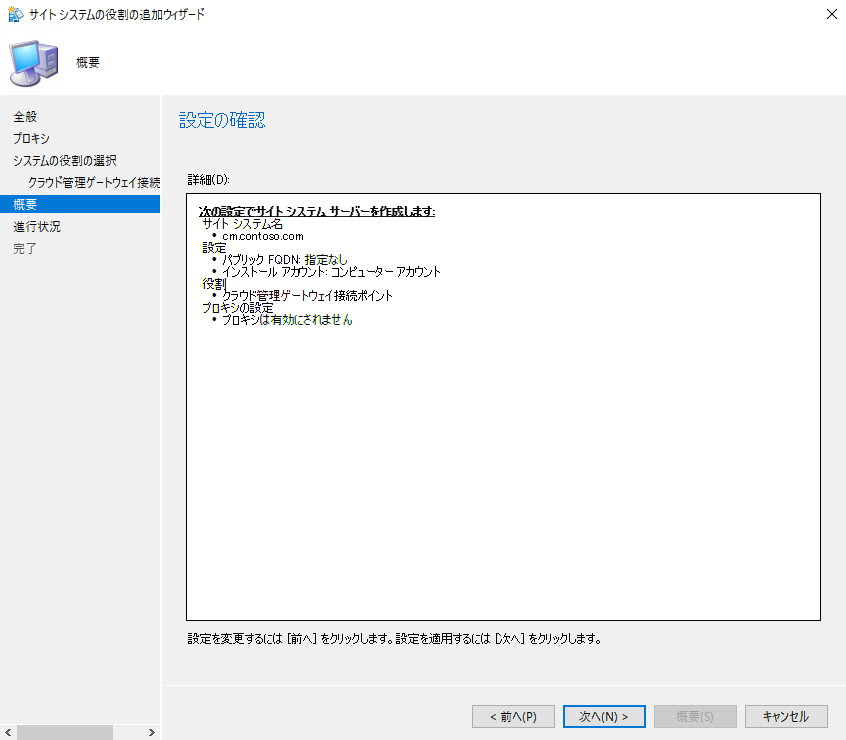 サイト システムの役割の追加ウィザード
概要
全般
プロキシ
システムの役割の選択
クラウド管理ゲートウェイ接続
概要
進行状況
完了
設定の確認
詳細(D):
次の設定でサイト システム サーバーを作成します:
サイト システム名
• cm.contoso.com
設定
• パブリック FQDN: 指定なし
• インストール アカウント: コンピューター アカウント
役割
• クラウド管理ゲートウェイ接続ポイント
プロキシの設定
• プロキシは有効にされません
設定を変更するには [前へ] をクリックします。設定を適用するには [次へ] をクリックします。
< 前へ(P)
次へ(N) >
概要(S)
キャンセル